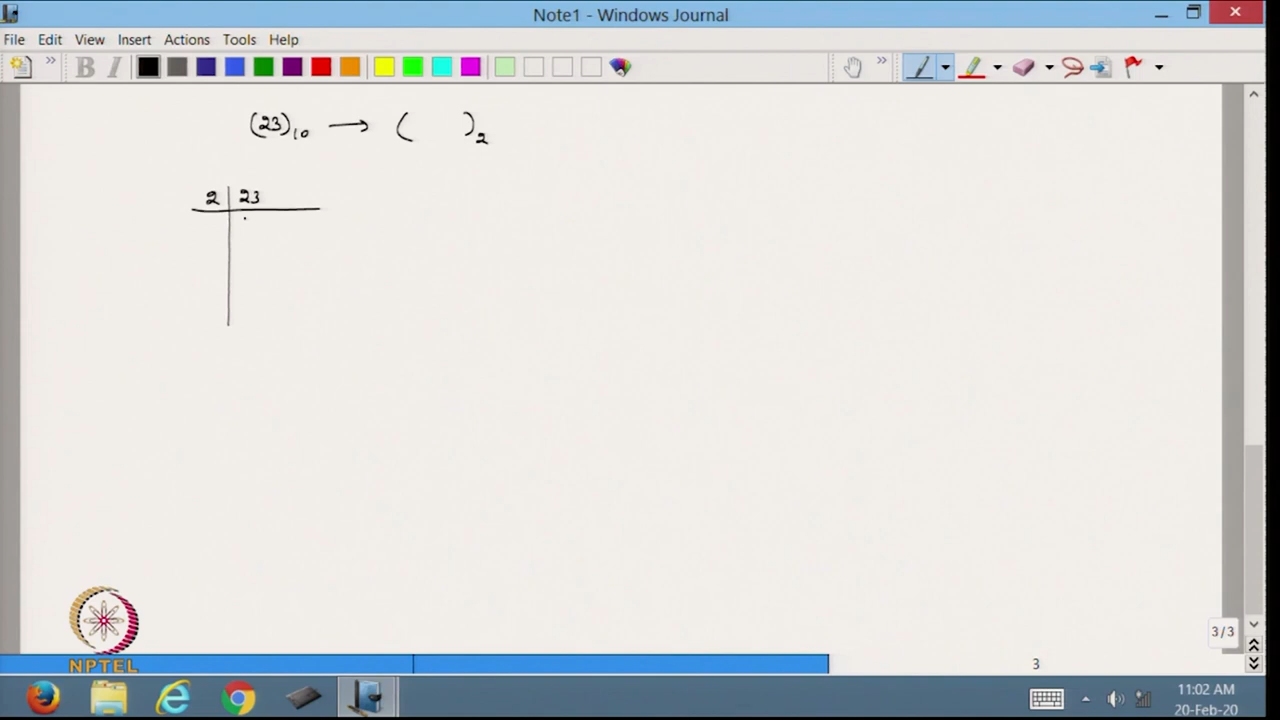 Note1 - Windows Journal
File Edit View Insert Actions Tools Help
B I
(23)₁₀ → ( )₂
2 23
3/3
NPTEL
3
11:02 AM
20-Feb-20